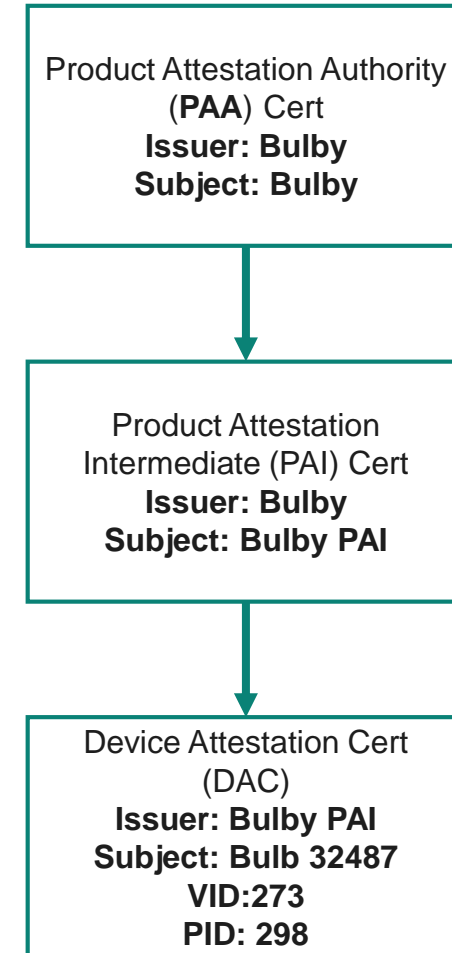 Product Attestation Authority
(PAA) Cert
Issuer: Bulby
Subject: Bulby
Product Attestation
Intermediate (PAI) Cert
Issuer: Bulby
Subject: Bulby PAI
Device Attestation Cert
(DAC)
Issuer: Bulby PAI
Subject: Bulb 32487
VID:273
PID: 298